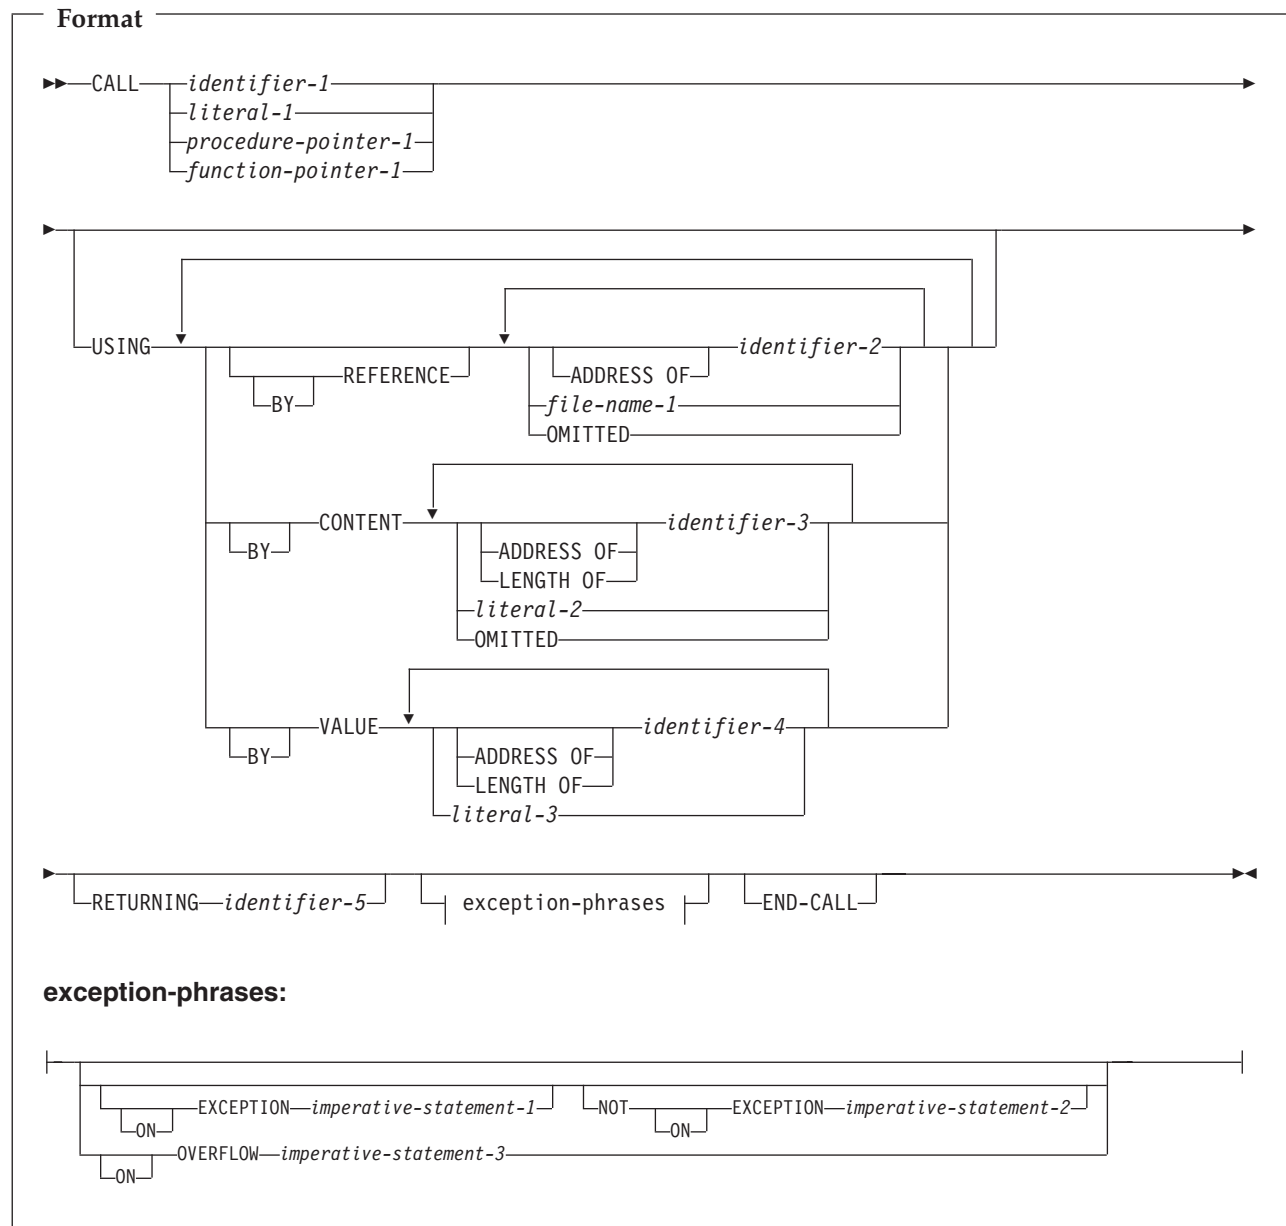 Format
CALL identifier-1
literal-1
procedure-pointer-1
function-pointer-1
USING REFERENCE identifier-2
BY ADDRESS OF
file-name-1
OMITTED
CONTENT identifier-3
BY ADDRESS OF
LENGTH OF
literal-2
OMITTED
VALUE identifier-4
BY ADDRESS OF
LENGTH OF
literal-3
RETURNING identifier-5 exception-phrases END-CALL
exception-phrases:
EXCEPTION imperative-statement-1 NOT EXCEPTION imperative-statement-2
ON ON
OVERFLOW imperative-statement-3
ON